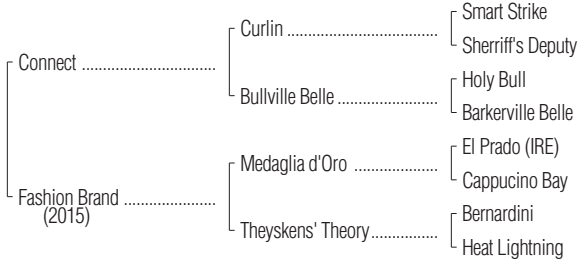 Smart Strike
Curlin ..........................................
Sherriff's Deputy
Connect .....................................
Holy Bull
Bullville Belle ............................
Barkerville Belle
El Prado (IRE)
Medaglia d'Oro .......................
Cappucino Bay
Fashion Brand .........................
(2015)
Bernardini
Theyskens' Theory..................
Heat Lightning